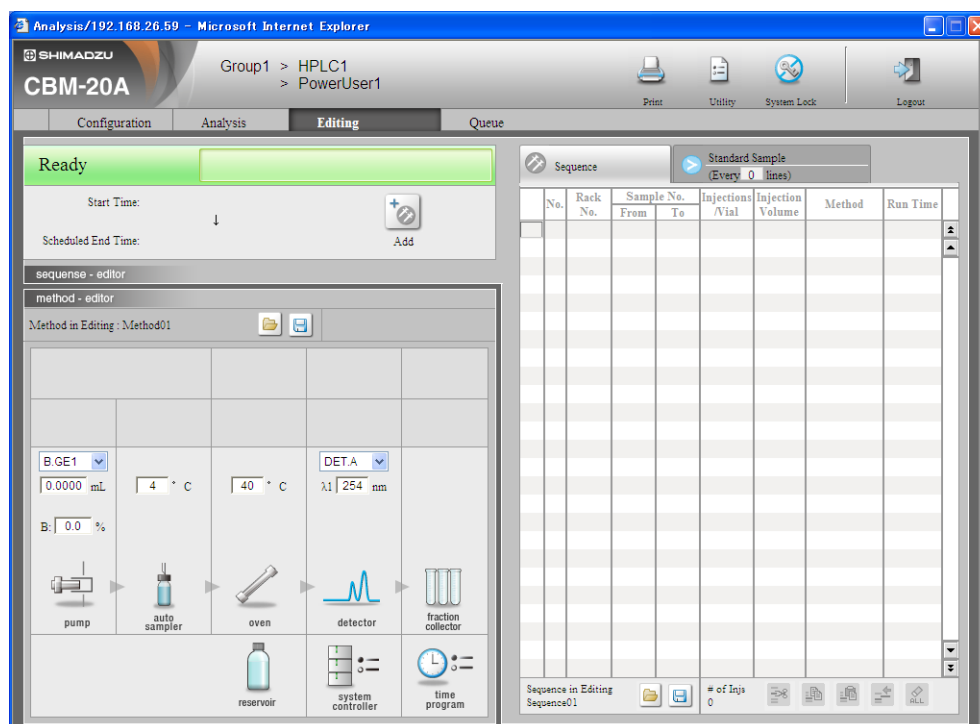 Analysis/192.168.26.59 - Microsoft Internet Explorer
SHIMADZU
CBM-20A
Group1 > HPLC1
> PowerUser1
Print
Utility
System Lock
Logout
Configuration
Analysis
Editing
Queue
Ready
Start Time:
↓
Scheduled End Time:
Add
sequense - editor
method - editor
Method in Editing : Method01
B.GE1
0.0000 mL
4 ° C
40 ° C
DET.A
λ1 254 nm
B: 0.0 %
pump
auto
sampler
oven
detector
fraction
collector
reservoir
system
controller
time
program
Sequence
Standard Sample
(Every 0 lines)
No.
Rack
No.
Sample No.
From To
Injections
/Vial
Injection
Volume
Method
Run Time
Sequence in Editing
Sequence01
# of Injs
0
ALL